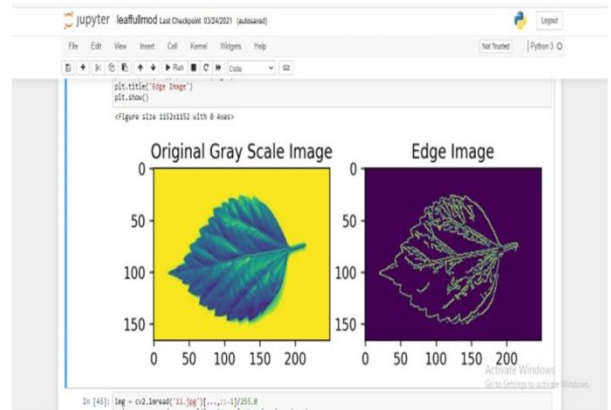 jupyter leaffullmod Last Checkpoint 03/24/2021 (autosaved)
Logout
File Edit View Insert Cell Kernel Widgets Help
Not Trusted Python 3
Run Code
plt.title('Edge Image')
plt.show()
<Figure size 1152x1152 with 0 Axes>
Original Gray Scale Image Edge Image
0 0
50 50
100 100
150 150
0 50 100 150 200 0 50 100 150 200
Activate Windows
Go to Settings to activate Windows.
In [45]: img = cv2.imread('11.jpg')[...,::-1]/255.0